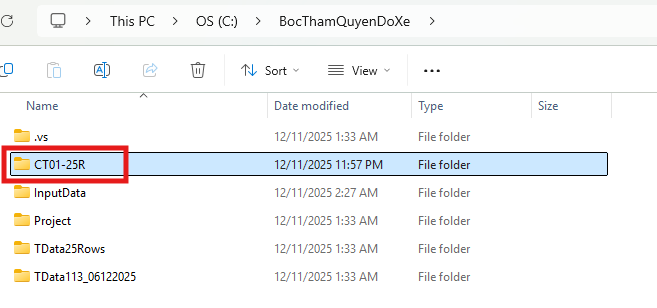 This PC > OS (C:) > BocThamQuyenDoXe >
Sort View ...
Name Date modified Type Size
.vs 12/11/2025 1:33 AM File folder
CT01-25R 12/11/2025 11:57 PM File folder
InputData 12/11/2025 2:27 AM File folder
Project 12/11/2025 1:33 AM File folder
TData25Rows 12/11/2025 1:33 AM File folder
TData113_06122025 12/11/2025 1:33 AM File folder